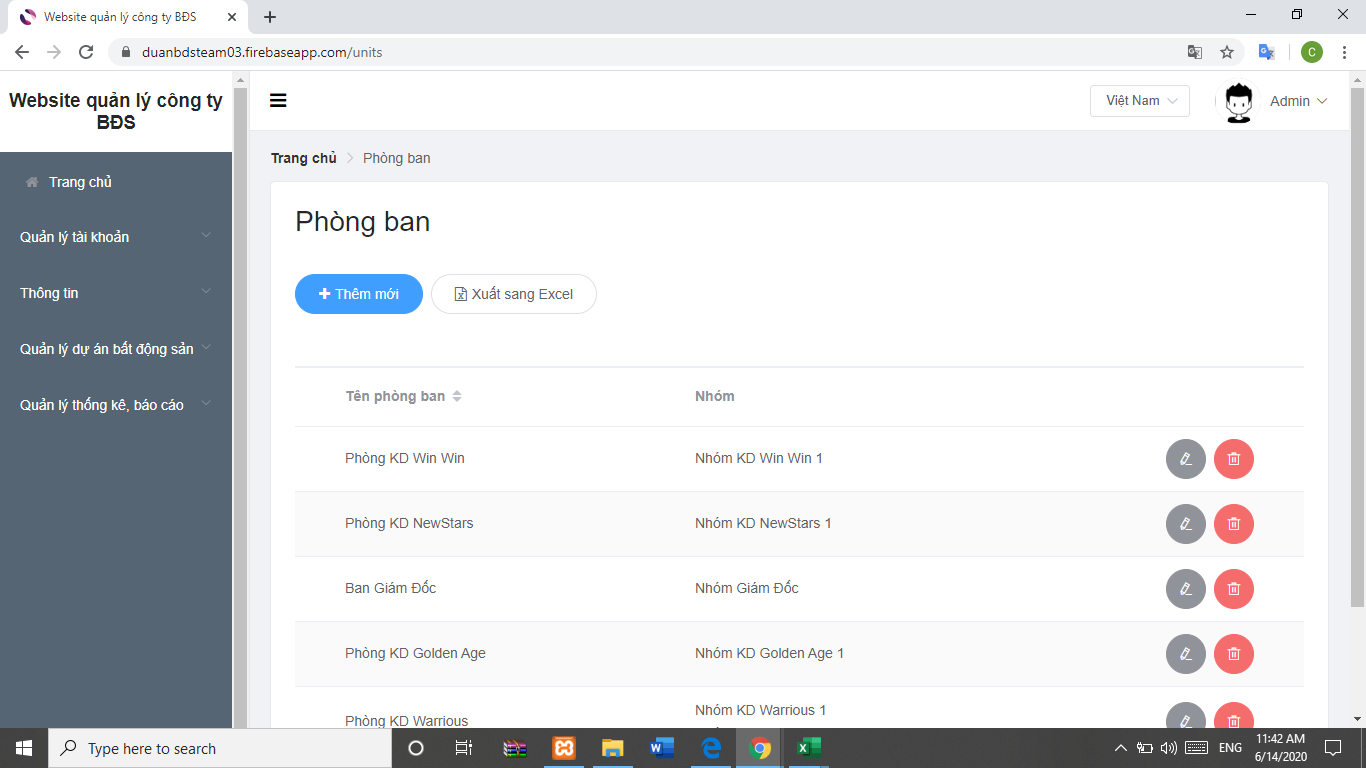 Website quản lý công ty BĐS
duanbdsteam03.firebaseapp.com/units
C
Website quản lý công ty
BĐS
Việt Nam
Admin
Trang chủ
Quản lý tài khoản
Thông tin
Quản lý dự án bất động sản
Quản lý thống kê, báo cáo
Trang chủ > Phòng ban
Phòng ban
Thêm mới
Xuất sang Excel
Tên phòng ban Nhóm
Phòng KD Win Win Nhóm KD Win Win 1
Phòng KD NewStars Nhóm KD NewStars 1
Ban Giám Đốc Nhóm Giám Đốc
Phòng KD Golden Age Nhóm KD Golden Age 1
Phòng KD Warrious Nhóm KD Warrious 1
Type here to search
ENG
11:42 AM
6/14/2020